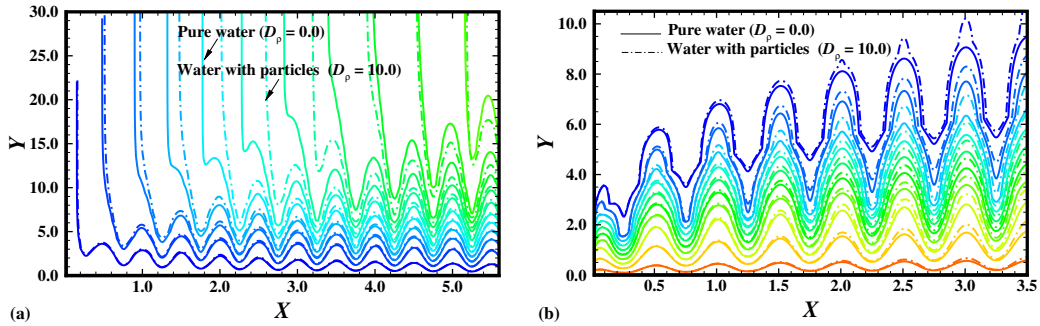 30.0
25.0
20.0
15.0
10.0
5.0
0.0
Y
Pure water (Dρ = 0.0)
Water with particles (Dρ = 10.0)
1.0 2.0 3.0 4.0 5.0
(a) X
10.0
8.0
6.0
4.0
2.0
0.0
Y
Pure water (Dρ = 0.0)
Water with particles (Dρ = 10.0)
0.5 1.0 1.5 2.0 2.5 3.0 3.5
(b) X